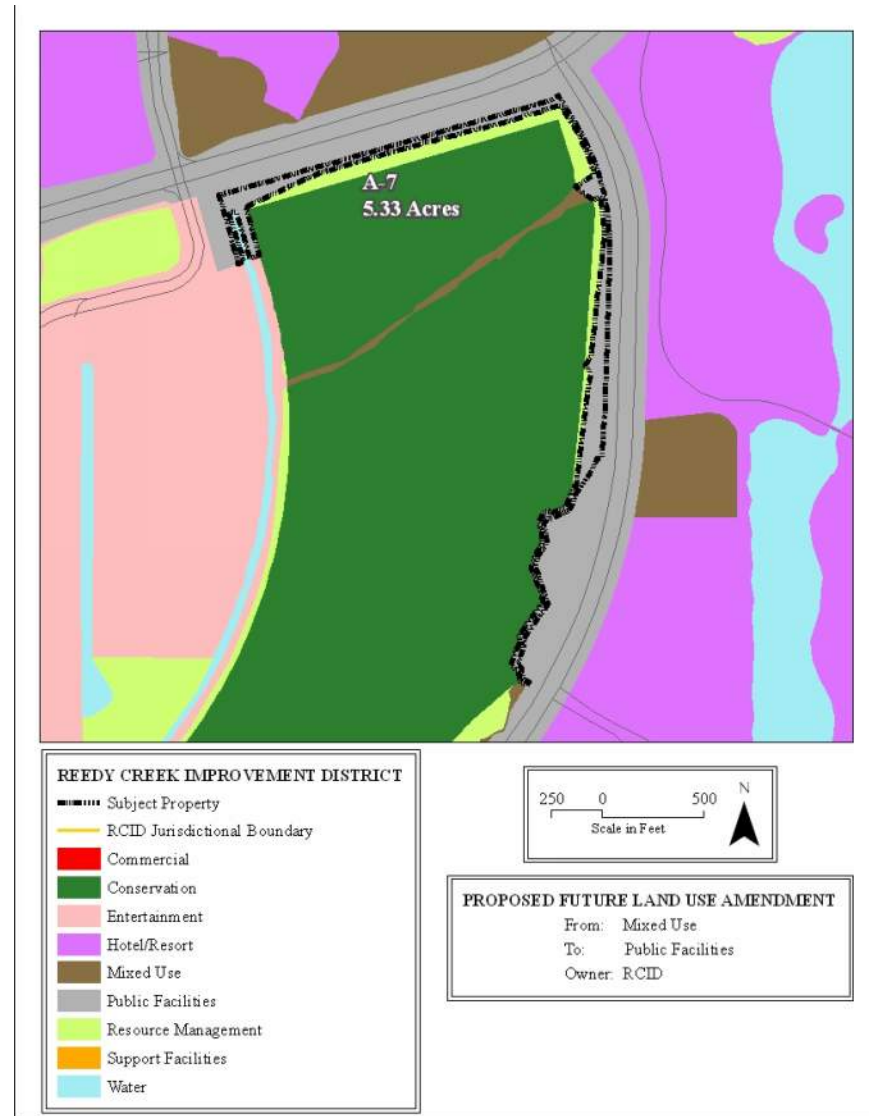 A-7
5.33 Acres
REEDY CREEK IMPROVEMENT DISTRICT
Subject Property
RCID Jurisdictional Boundary
Commercial
Conservation
Entertainment
Hotel/Resort
Mixed Use
Public Facilities
Resource Management
Support Facilities
Water
250 0 500
Scale in Feet
N
PROPOSED FUTURE LAND USE AMENDMENT
From: Mixed Use
To: Public Facilities
Owner: RCID